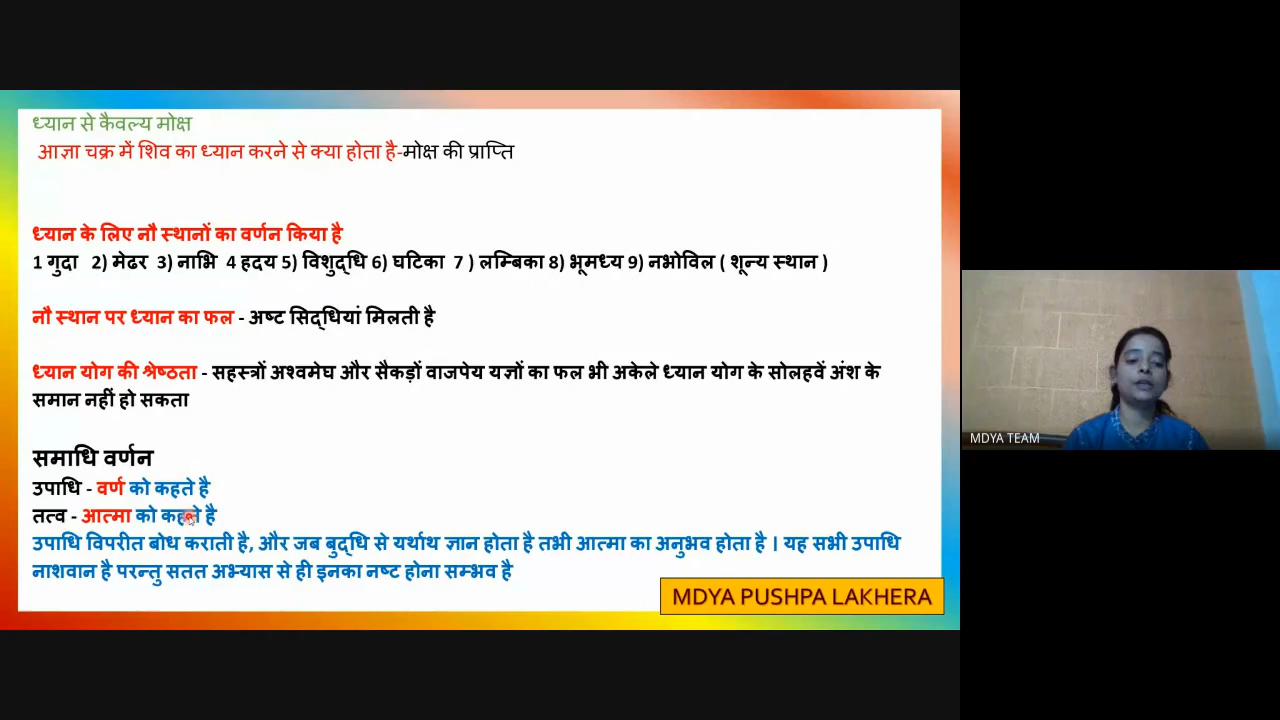 ध्यान से कैवल्य मोक्ष
आज्ञा चक्र में शिव का ध्यान करने से क्या होता है-मोक्ष की प्राप्ति
ध्यान के लिए नौ स्थानों का वर्णन किया है
1 गुदा 2) मेढर 3) नाभि 4 हृदय 5) विशुद्धि 6) घटिका 7 ) लम्बिका 8) भूमध्य 9) नभोविल ( शून्य स्थान )
नौ स्थान पर ध्यान का फल - अष्ट सिद्धियां मिलती है
ध्यान योग की श्रेष्ठता - सहस्त्रों अश्वमेघ और सैकड़ों वाजपेय यज्ञों का फल भी अकेले ध्यान योग के सोलहवें अंश के
समान नहीं हो सकता
समाधि वर्णन
उपाधि - वर्ण को कहते है
तत्व - आत्मा को कहते है
उपाधि विपरीत बोध कराती है, और जब बुद्धि से यर्थाथ ज्ञान होता है तभी आत्मा का अनुभव होता है । यह सभी उपाधि
नाशवान है परन्तु सतत अभ्यास से ही इनका नष्ट होना सम्भव है
MDYA PUSHPA LAKHERA
MDYA TEAM